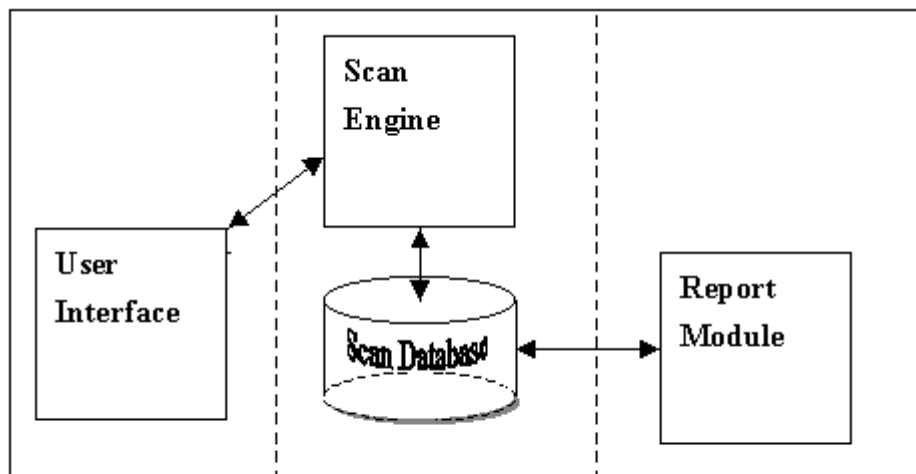 Scan
Engine
User
Interface
Scan Database
Report
Module